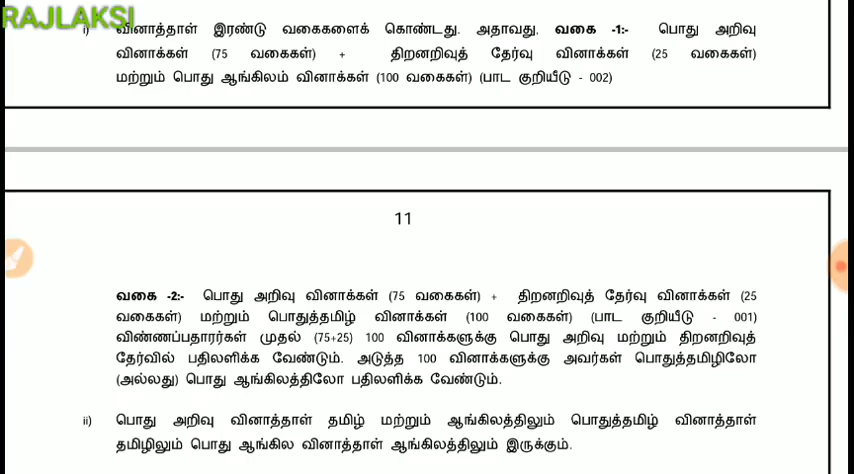 RAJLAKSI
i) வினாத்தாள் இரண்டு வகைகளைக் கொண்டது. அதாவது, வகை -1:- பொது அறிவு
வினாக்கள் (75 வகைகள்) + திறனறிவுத் தேர்வு வினாக்கள் (25 வகைகள்)
மற்றும் பொது ஆங்கிலம் வினாக்கள் (100 வகைகள்) (பாட குறியீடு - 002)
11
வகை -2:- பொது அறிவு வினாக்கள் (75 வகைகள்) + திறனறிவுத் தேர்வு வினாக்கள் (25
வகைகள்) மற்றும் பொதுத்தமிழ் வினாக்கள் (100 வகைகள்) (பாட குறியீடு - 001)
விண்ணப்பதாரர்கள் முதல் (75+25) 100 வினாக்களுக்கு பொது அறிவு மற்றும் திறனறிவுத்
தேர்வில் பதிலளிக்க வேண்டும். அடுத்த 100 வினாக்களுக்கு அவர்கள் பொதுத்தமிழிலோ
(அல்லது) பொது ஆங்கிலத்திலோ பதிலளிக்க வேண்டும்.
ii) பொது அறிவு வினாத்தாள் தமிழ் மற்றும் ஆங்கிலத்திலும் பொதுத்தமிழ் வினாத்தாள்
தமிழிலும் பொது ஆங்கில வினாத்தாள் ஆங்கிலத்திலும் இருக்கும்.